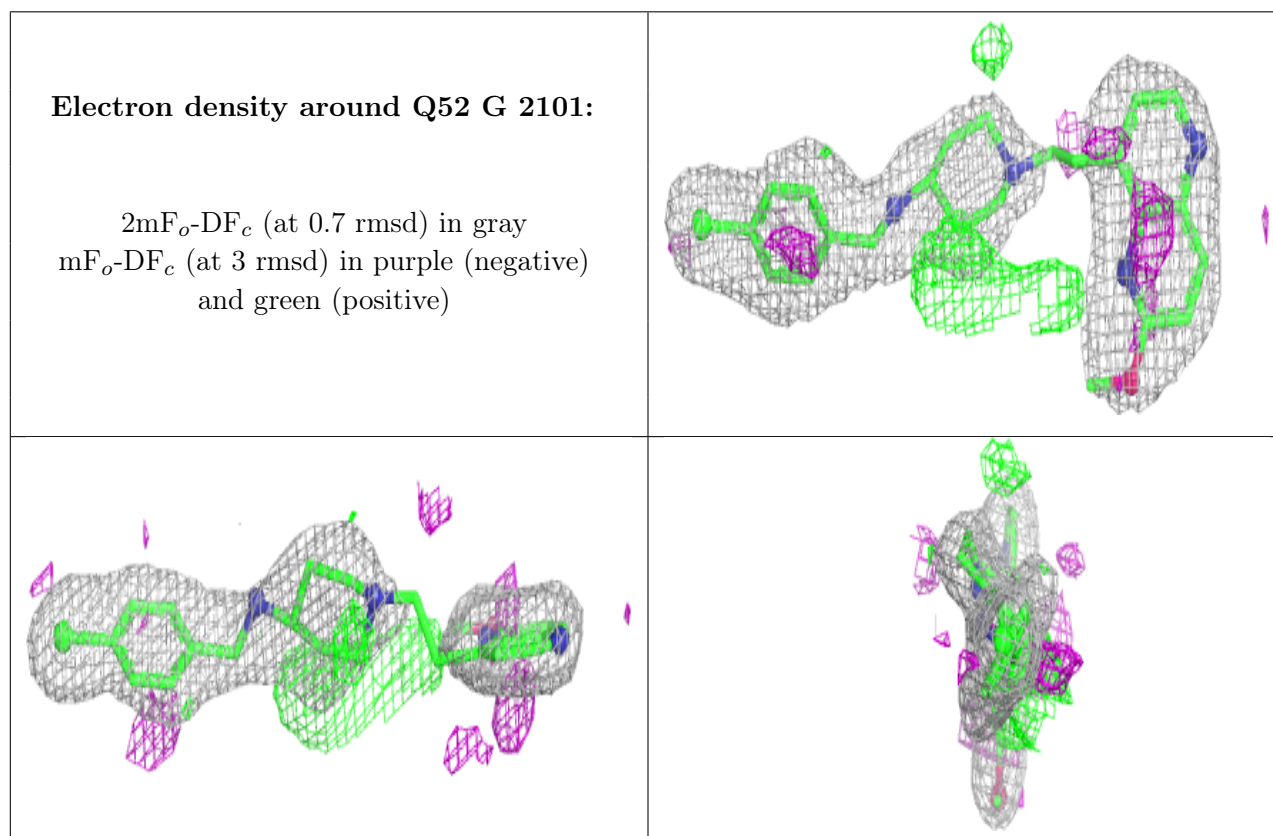 Electron density around Q52 G 2101:
2mFo-DFc (at 0.7 rmsd) in gray
mFo-DFc (at 3 rmsd) in purple (negative)
and green (positive)